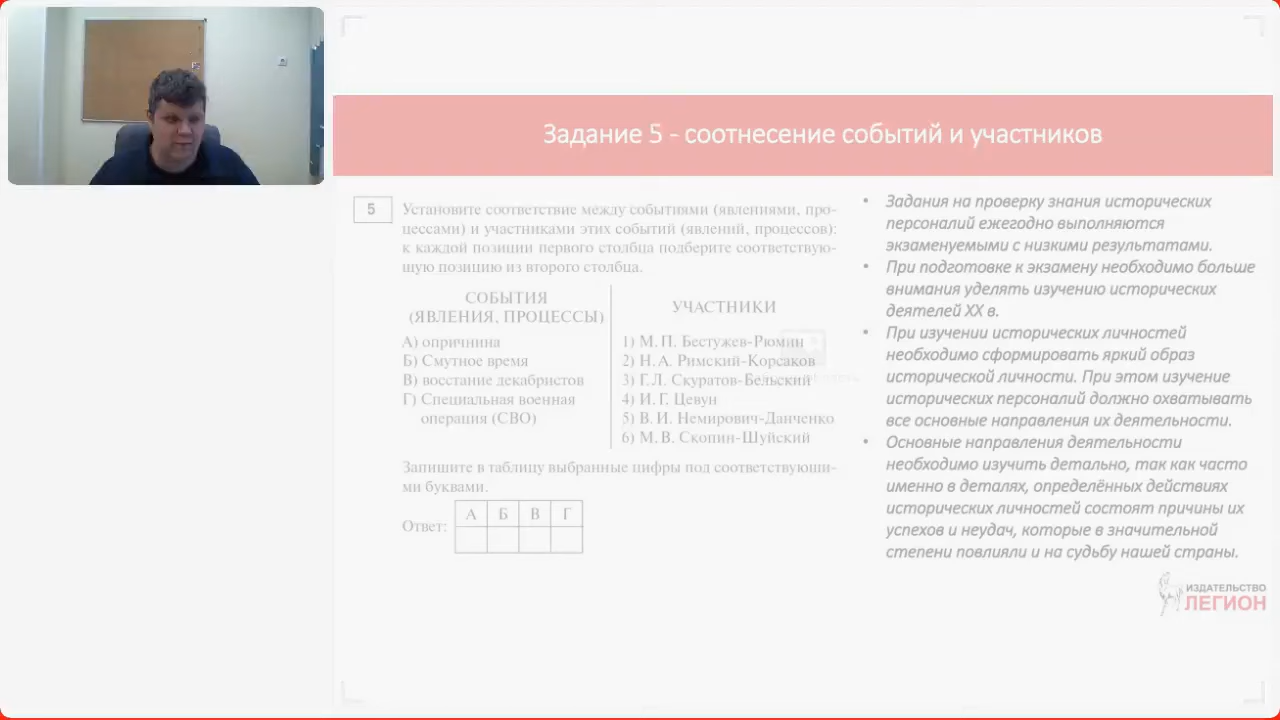 Задание 5 - соотнесение событий и участников
5
Установите соответствие между событиями (явлениями, про-
цессами) и участниками этих событий (явлений, процессов):
к каждой позиции первого столбца подберите соответствую-
щую позицию из второго столбца.
СОБЫТИЯ
(ЯВЛЕНИЯ, ПРОЦЕССЫ)
А) опричнина
Б) Смутное время
В) восстание декабристов
Г) Специальная военная
операция (СВО)
УЧАСТНИКИ
1) М. П. Бестужев-Рюмин
2) Н. А. Римский-Корсаков
3) Г. Л. Скуратов-Бельский
4) И. Г. Цевун
5) В. И. Немирович-Данченко
6) М. В. Скопин-Шуйский
Запишите в таблицу выбранные цифры под соответствующи-
ми буквами.
Ответ:
А Б В Г
• Задания на проверку знания исторических
персоналий ежегодно выполняются
экзаменуемыми с низкими результатами.
• При подготовке к экзамену необходимо больше
внимания уделять изучению исторических
деятелей XX в.
• При изучении исторических личностей
необходимо сформировать яркий образ
исторической личности. При этом изучение
исторических персоналий должно охватывать
все основные направления их деятельности.
• Основные направления деятельности
необходимо изучить детально, так как часто
именно в деталях, определённых действиях
исторических личностей состоят причины их
успехов и неудач, которые в значительной
степени повлияли и на судьбу нашей страны.
ИЗДАТЕЛЬСТВО
ЛЕГИОН